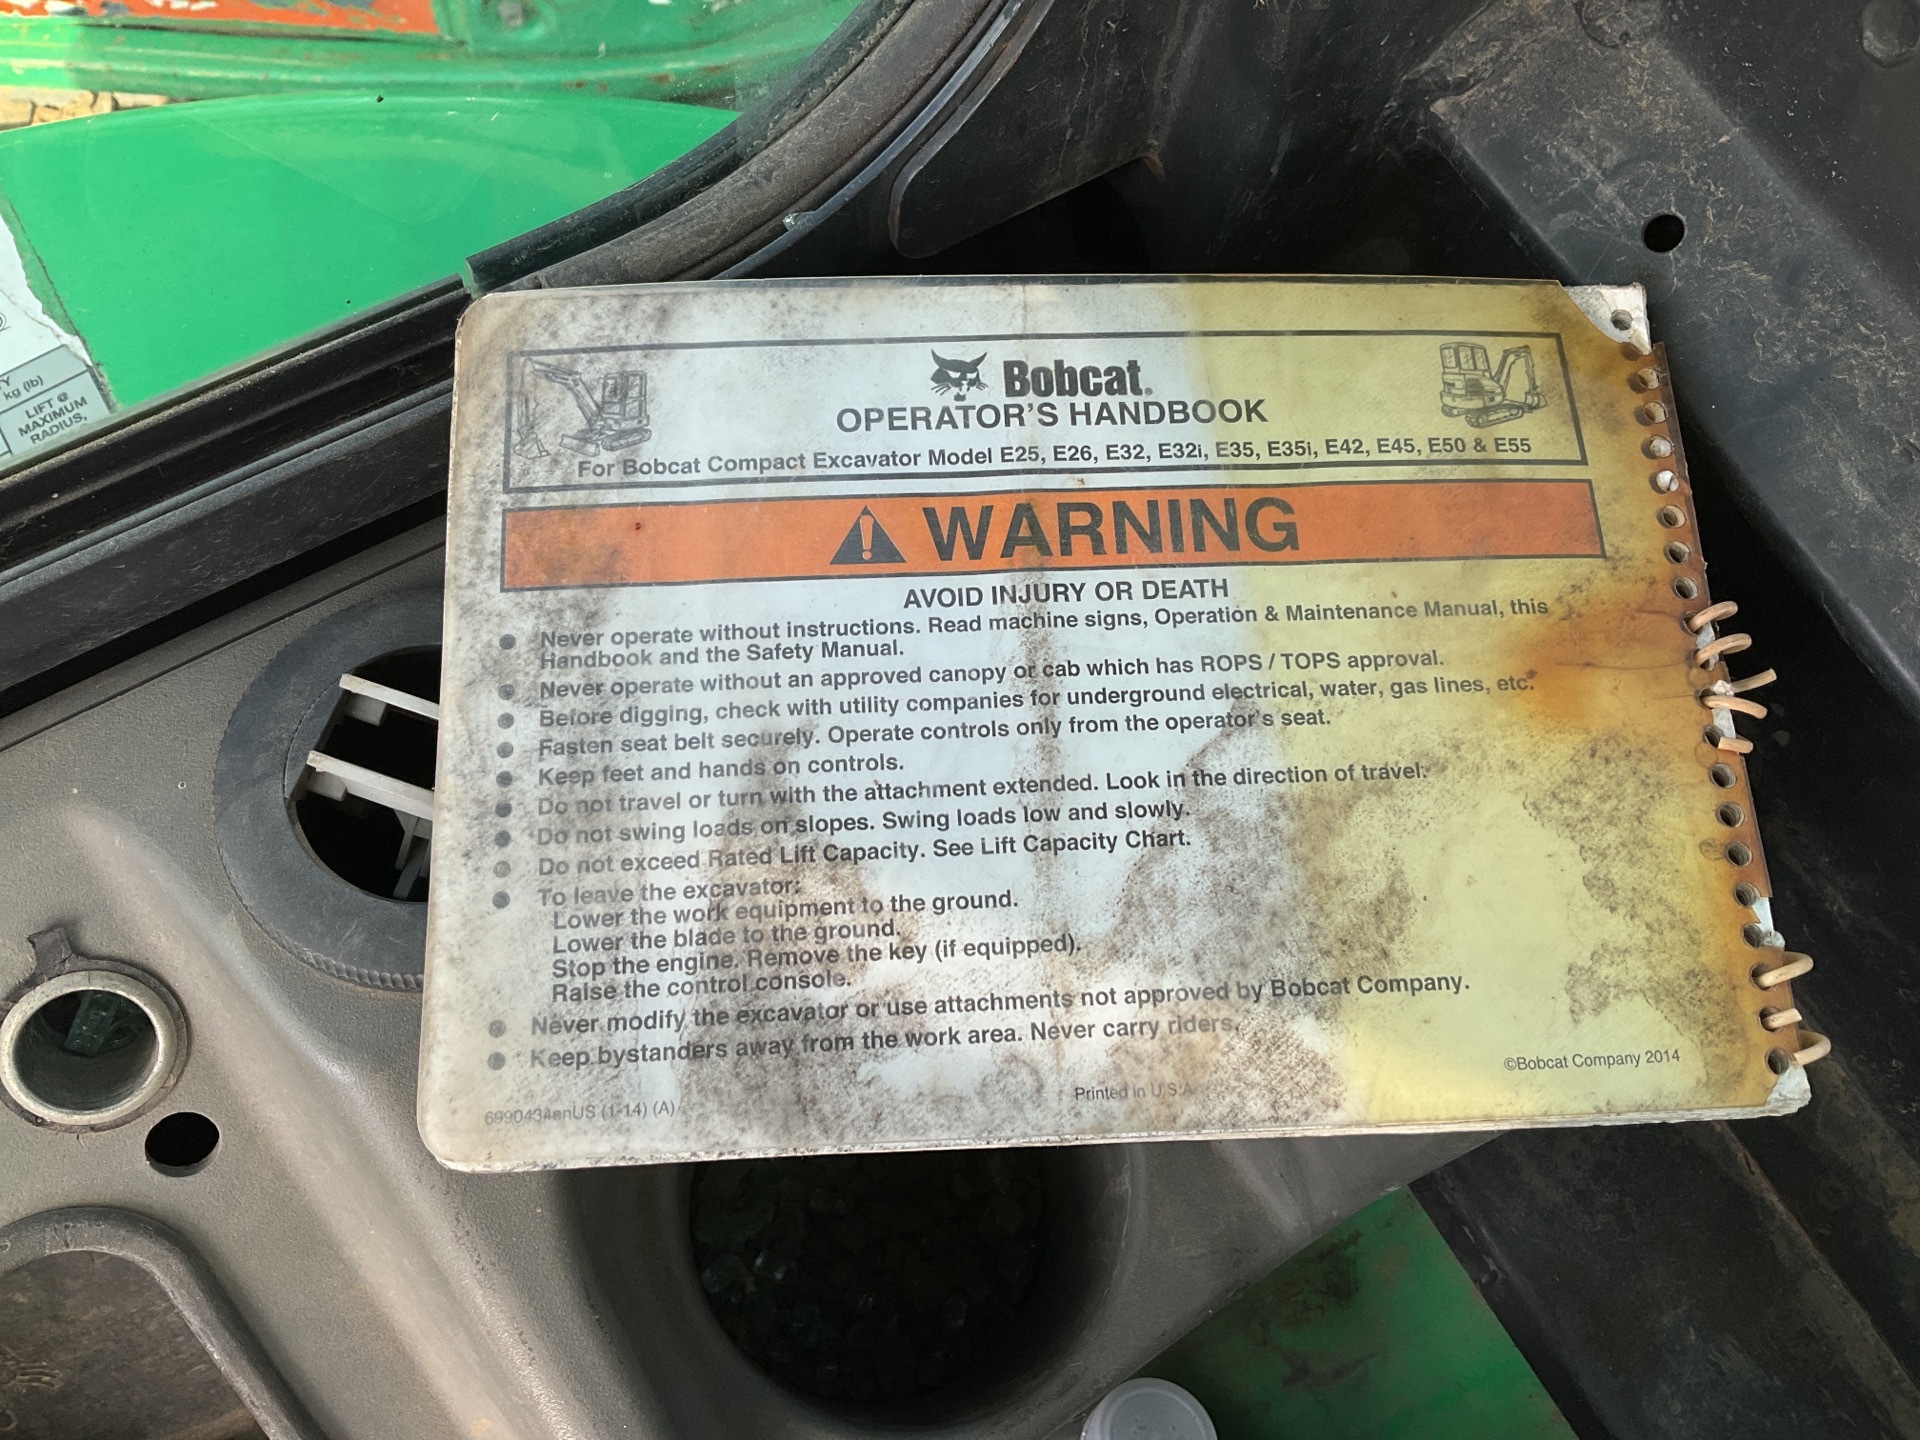 kg (lb)
LIFT @
MAXIMUM
RADIUS,
Bobcat®
OPERATOR'S HANDBOOK
For Bobcat Compact Excavator Model E25, E26, E32, E32i, E35, E35i, E42, E45, E50 & E55
WARNING
AVOID INJURY OR DEATH
● Never operate without instructions. Read machine signs, Operation & Maintenance Manual, this
Handbook and the Safety Manual.
● Never operate without an approved canopy or cab which has ROPS / TOPS approval.
● Before digging, check with utility companies for underground electrical, water, gas lines, etc.
● Fasten seat belt securely. Operate controls only from the operator's seat.
● Keep feet and hands on controls.
● Do not travel or turn with the attachment extended. Look in the direction of travel.
● Do not swing loads on slopes. Swing loads low and slowly.
● Do not exceed Rated Lift Capacity. See Lift Capacity Chart.
● To leave the excavator:
Lower the work equipment to the ground.
Lower the blade to the ground.
Stop the engine. Remove the key (if equipped).
Raise the control console.
● Never modify the excavator or use attachments not approved by Bobcat Company.
● Keep bystanders away from the work area. Never carry riders.
6990434enUS (1-14) (A)
Printed in U.S.A.
©Bobcat Company 2014